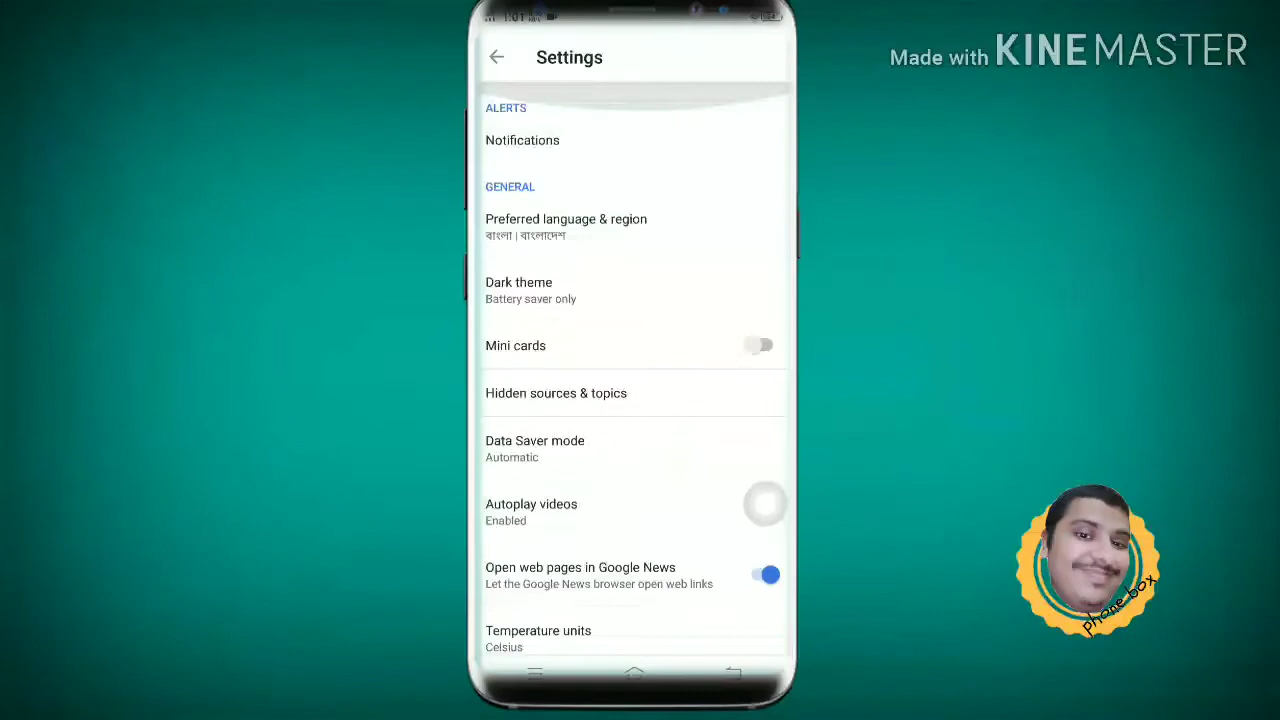 1:01
Made with KINEMASTER
Settings
ALERTS
Notifications
GENERAL
Preferred language & region
বাংলা | বাংলাদেশ
Dark theme
Battery saver only
Mini cards
Hidden sources & topics
Data Saver mode
Automatic
Autoplay videos
Enabled
Open web pages in Google News
Let the Google News browser open web links
Temperature units
Celsius
phone box